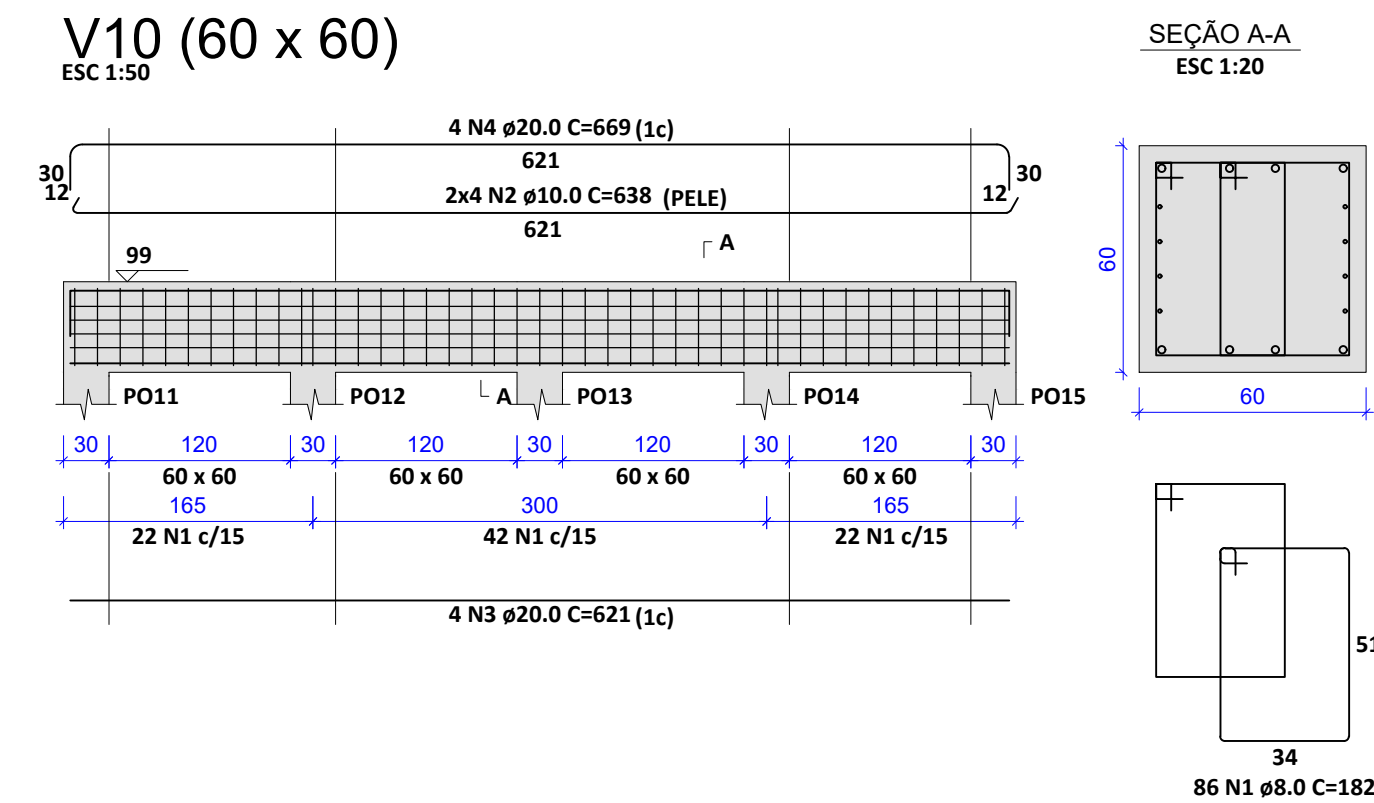 V10 (60 x 60)
ESC 1:50
SEÇÃO A-A
ESC 1:20
4 N4 ø20.0 C=669 (1c)
621
30
30
12
2x4 N2 ø10.0 C=638 (PELE)
12
621
A
99
60
60
PO11
PO12
A
PO13
PO14
PO15
30 120 30 120 30 120 30 120 30
60 x 60 60 x 60 60 x 60 60 x 60
165 300 165
22 N1 c/15 42 N1 c/15 22 N1 c/15
4 N3 ø20.0 C=621 (1c)
51
34
86 N1 ø8.0 C=182